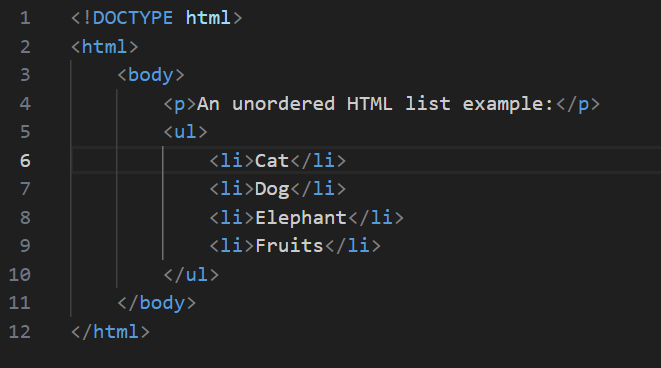 1 <!DOCTYPE html>
2 <html>
3 <body>
4 <p>An unordered HTML list example:</p>
5 <ul>
6 <li>Cat</li>
7 <li>Dog</li>
8 <li>Elephant</li>
9 <li>Fruits</li>
10 </ul>
11 </body>
12 </html>